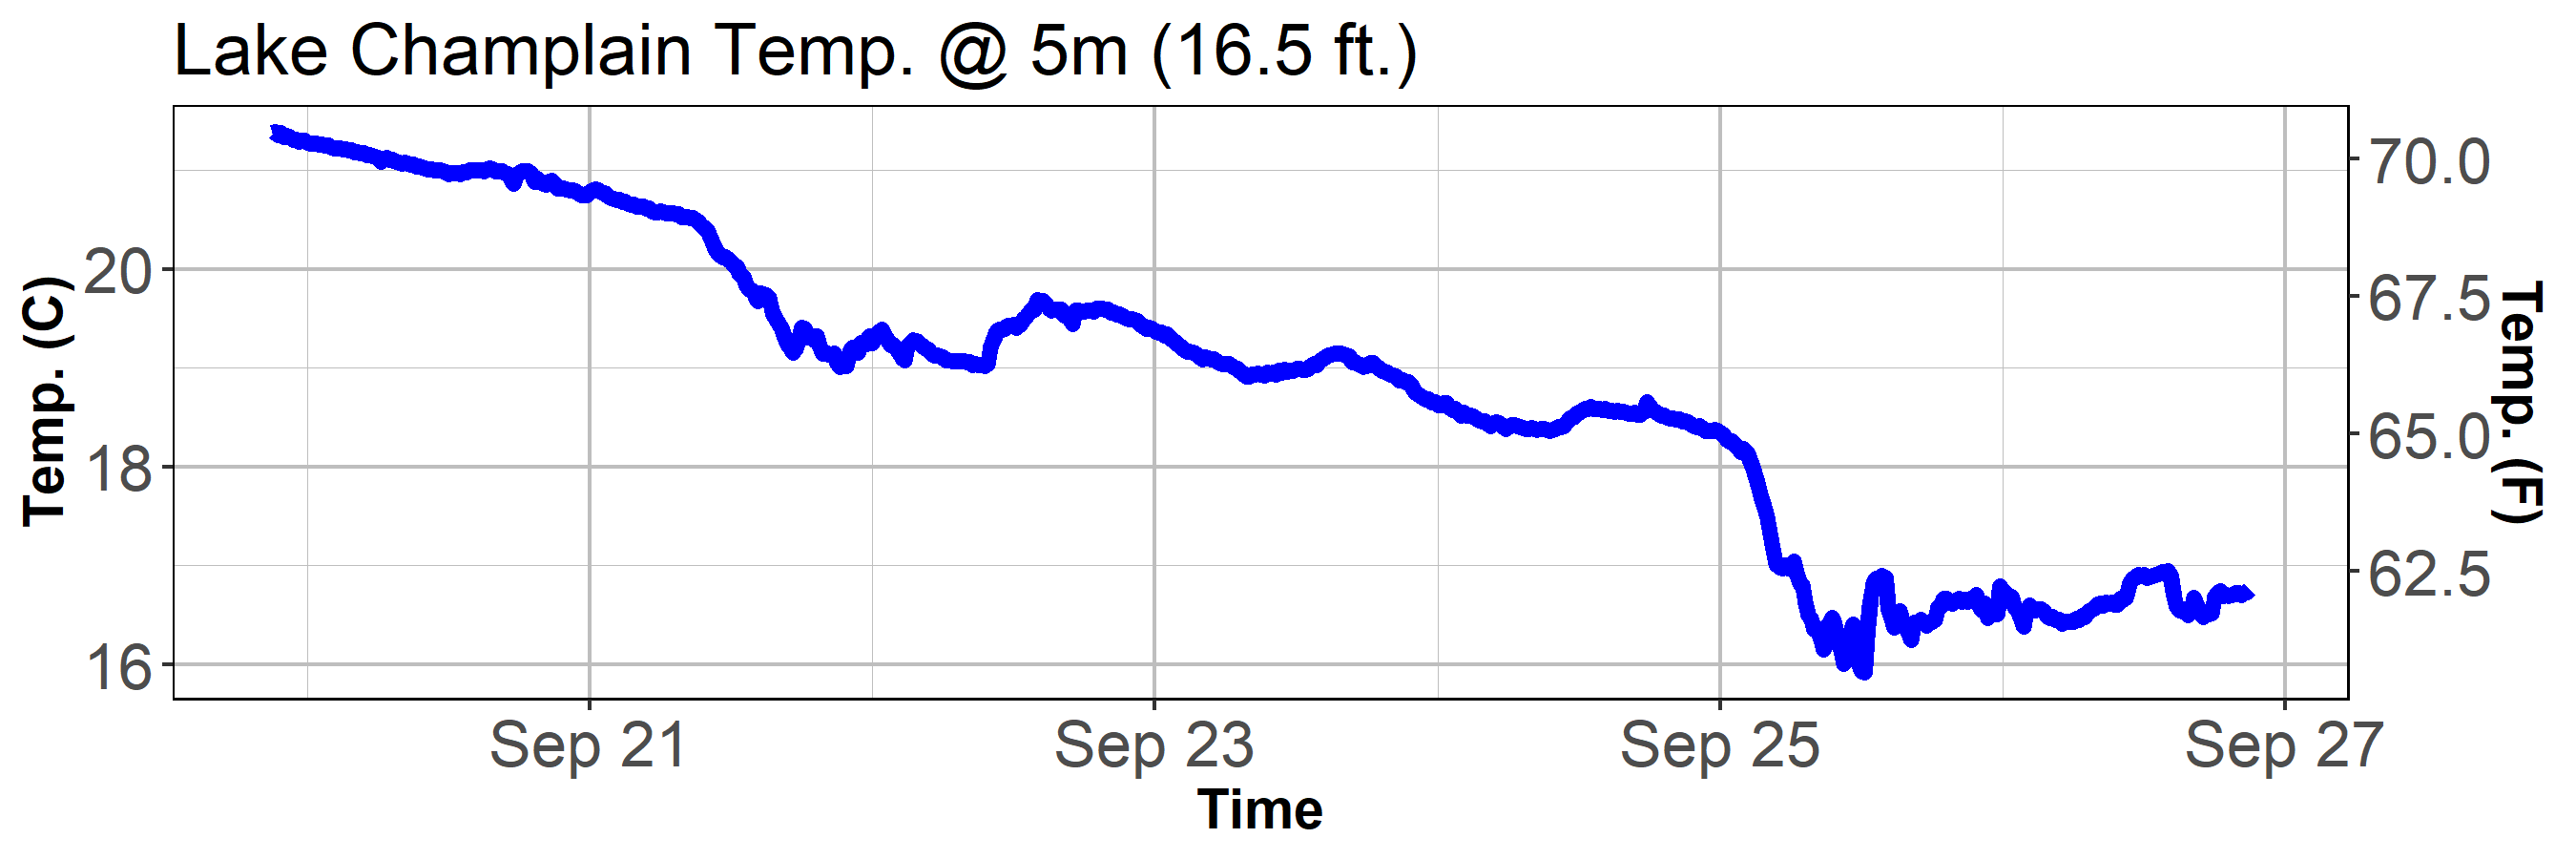 Lake Champlain Temp. @ 5m (16.5 ft.)
Temp. (C)
20
18
16
70.0
67.5
65.0
62.5
Temp. (F)
Sep 21
Sep 23
Sep 25
Sep 27
Time